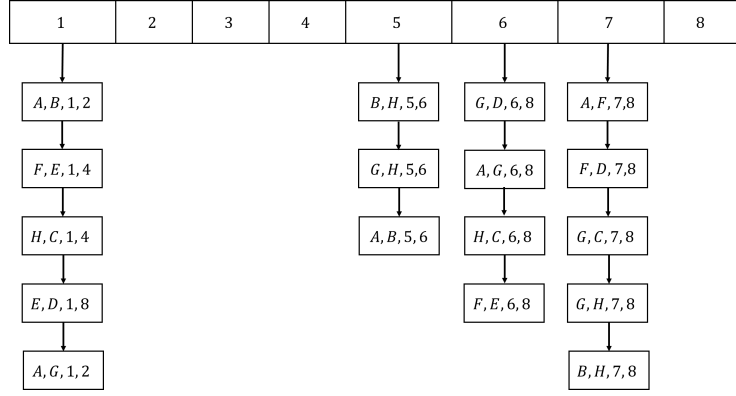 1 2 3 4 5 6 7 8
A, B, 1, 2 B, H, 5,6 G, D, 6, 8 A, F, 7,8
F, E, 1, 4 G, H, 5,6 A, G, 6, 8 F, D, 7,8
H, C, 1, 4 A, B, 5, 6 H, C, 6, 8 G, C, 7, 8
E, D, 1, 8 F, E, 6, 8 G, H, 7, 8
A, G, 1, 2 B, H, 7, 8